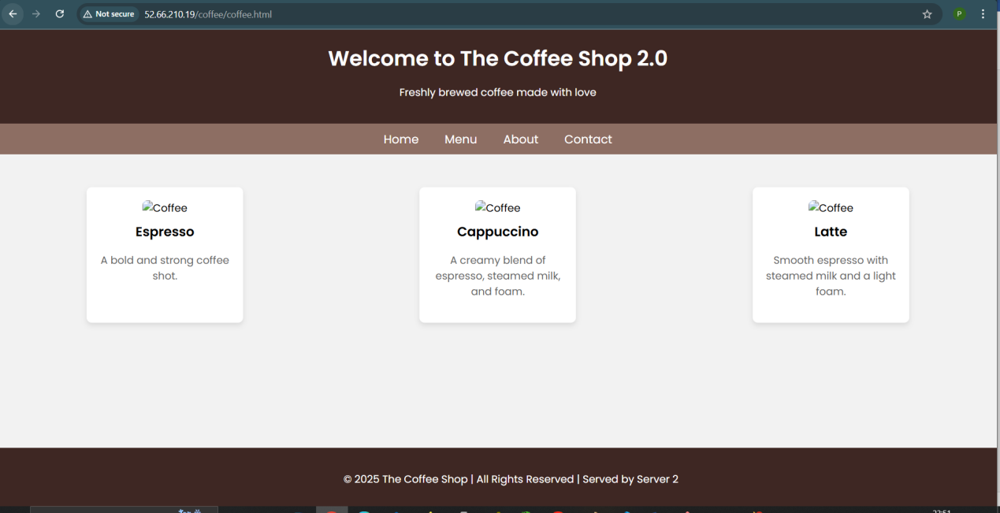 Not secure 52.66.210.19/coffee/coffee.html P
Welcome to The Coffee Shop 2.0
Freshly brewed coffee made with love
Home Menu About Contact
Coffee
Espresso
A bold and strong coffee
shot.
Coffee
Cappuccino
A creamy blend of
espresso, steamed milk,
and foam.
Coffee
Latte
Smooth espresso with
steamed milk and a light
foam.
© 2025 The Coffee Shop | All Rights Reserved | Served by Server 2